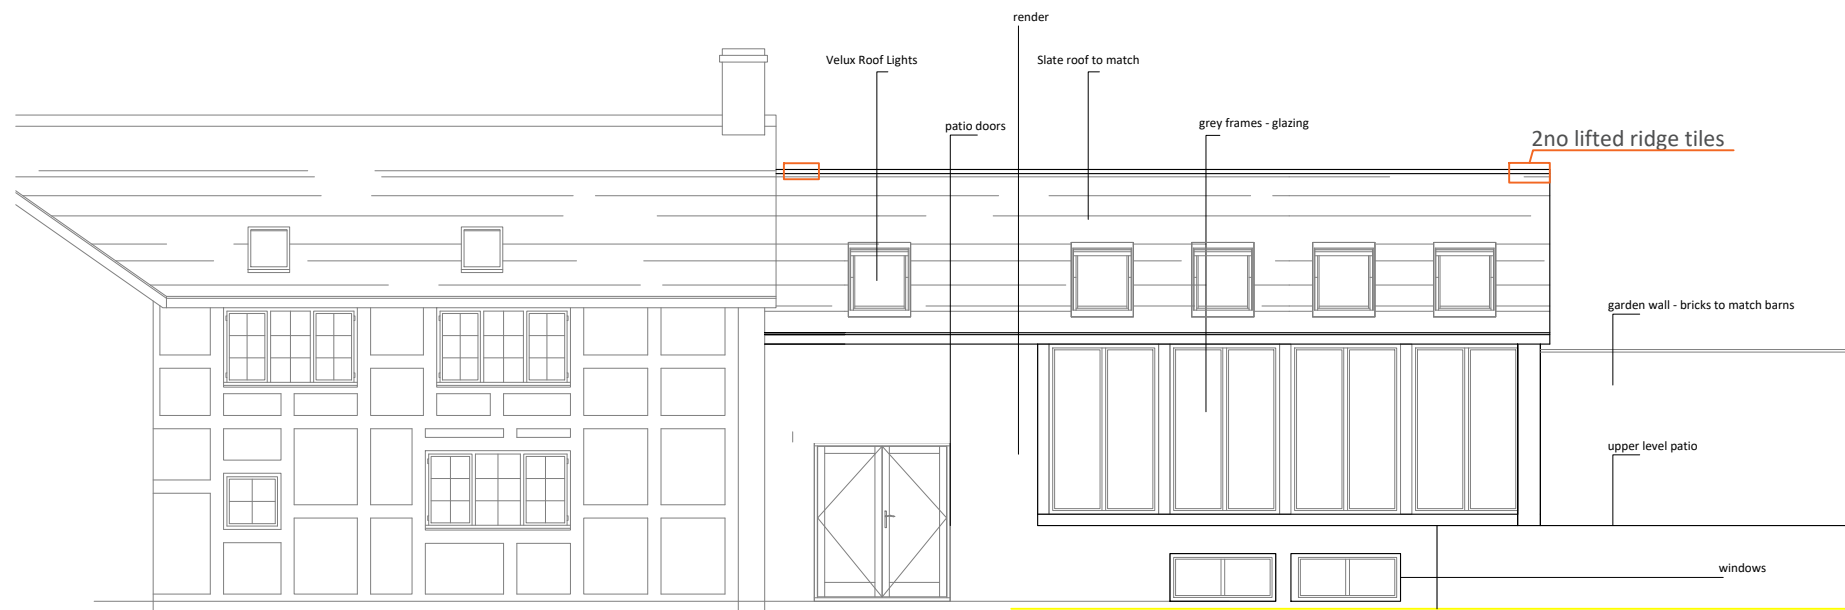 render
Velux Roof Lights
Slate roof to match
patio doors
grey frames - glazing
2no lifted ridge tiles
garden wall - bricks to match barns
upper level patio
windows